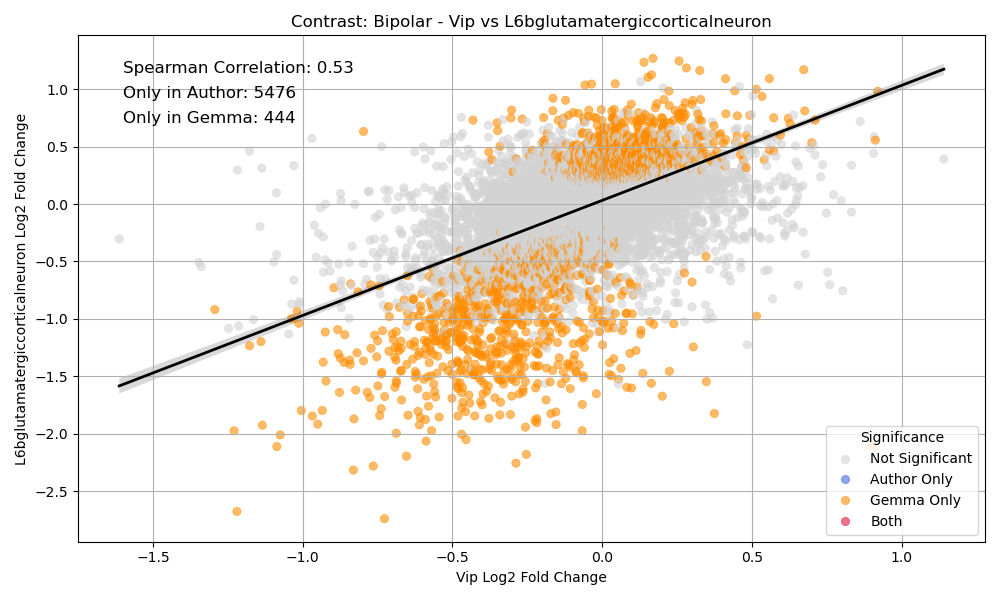 Contrast: Bipolar - Vip vs L6bglutamatergiccorticalneuron
Spearman Correlation: 0.53
Only in Author: 5476
Only in Gemma: 444
L6bglutamatergiccorticalneuron Log2 Fold Change
1.0
0.5
0.0
−0.5
−1.0
−1.5
−2.0
−2.5
Significance
Not Significant
Author Only
Gemma Only
Both
−1.5 −1.0 −0.5 0.0 0.5 1.0
Vip Log2 Fold Change